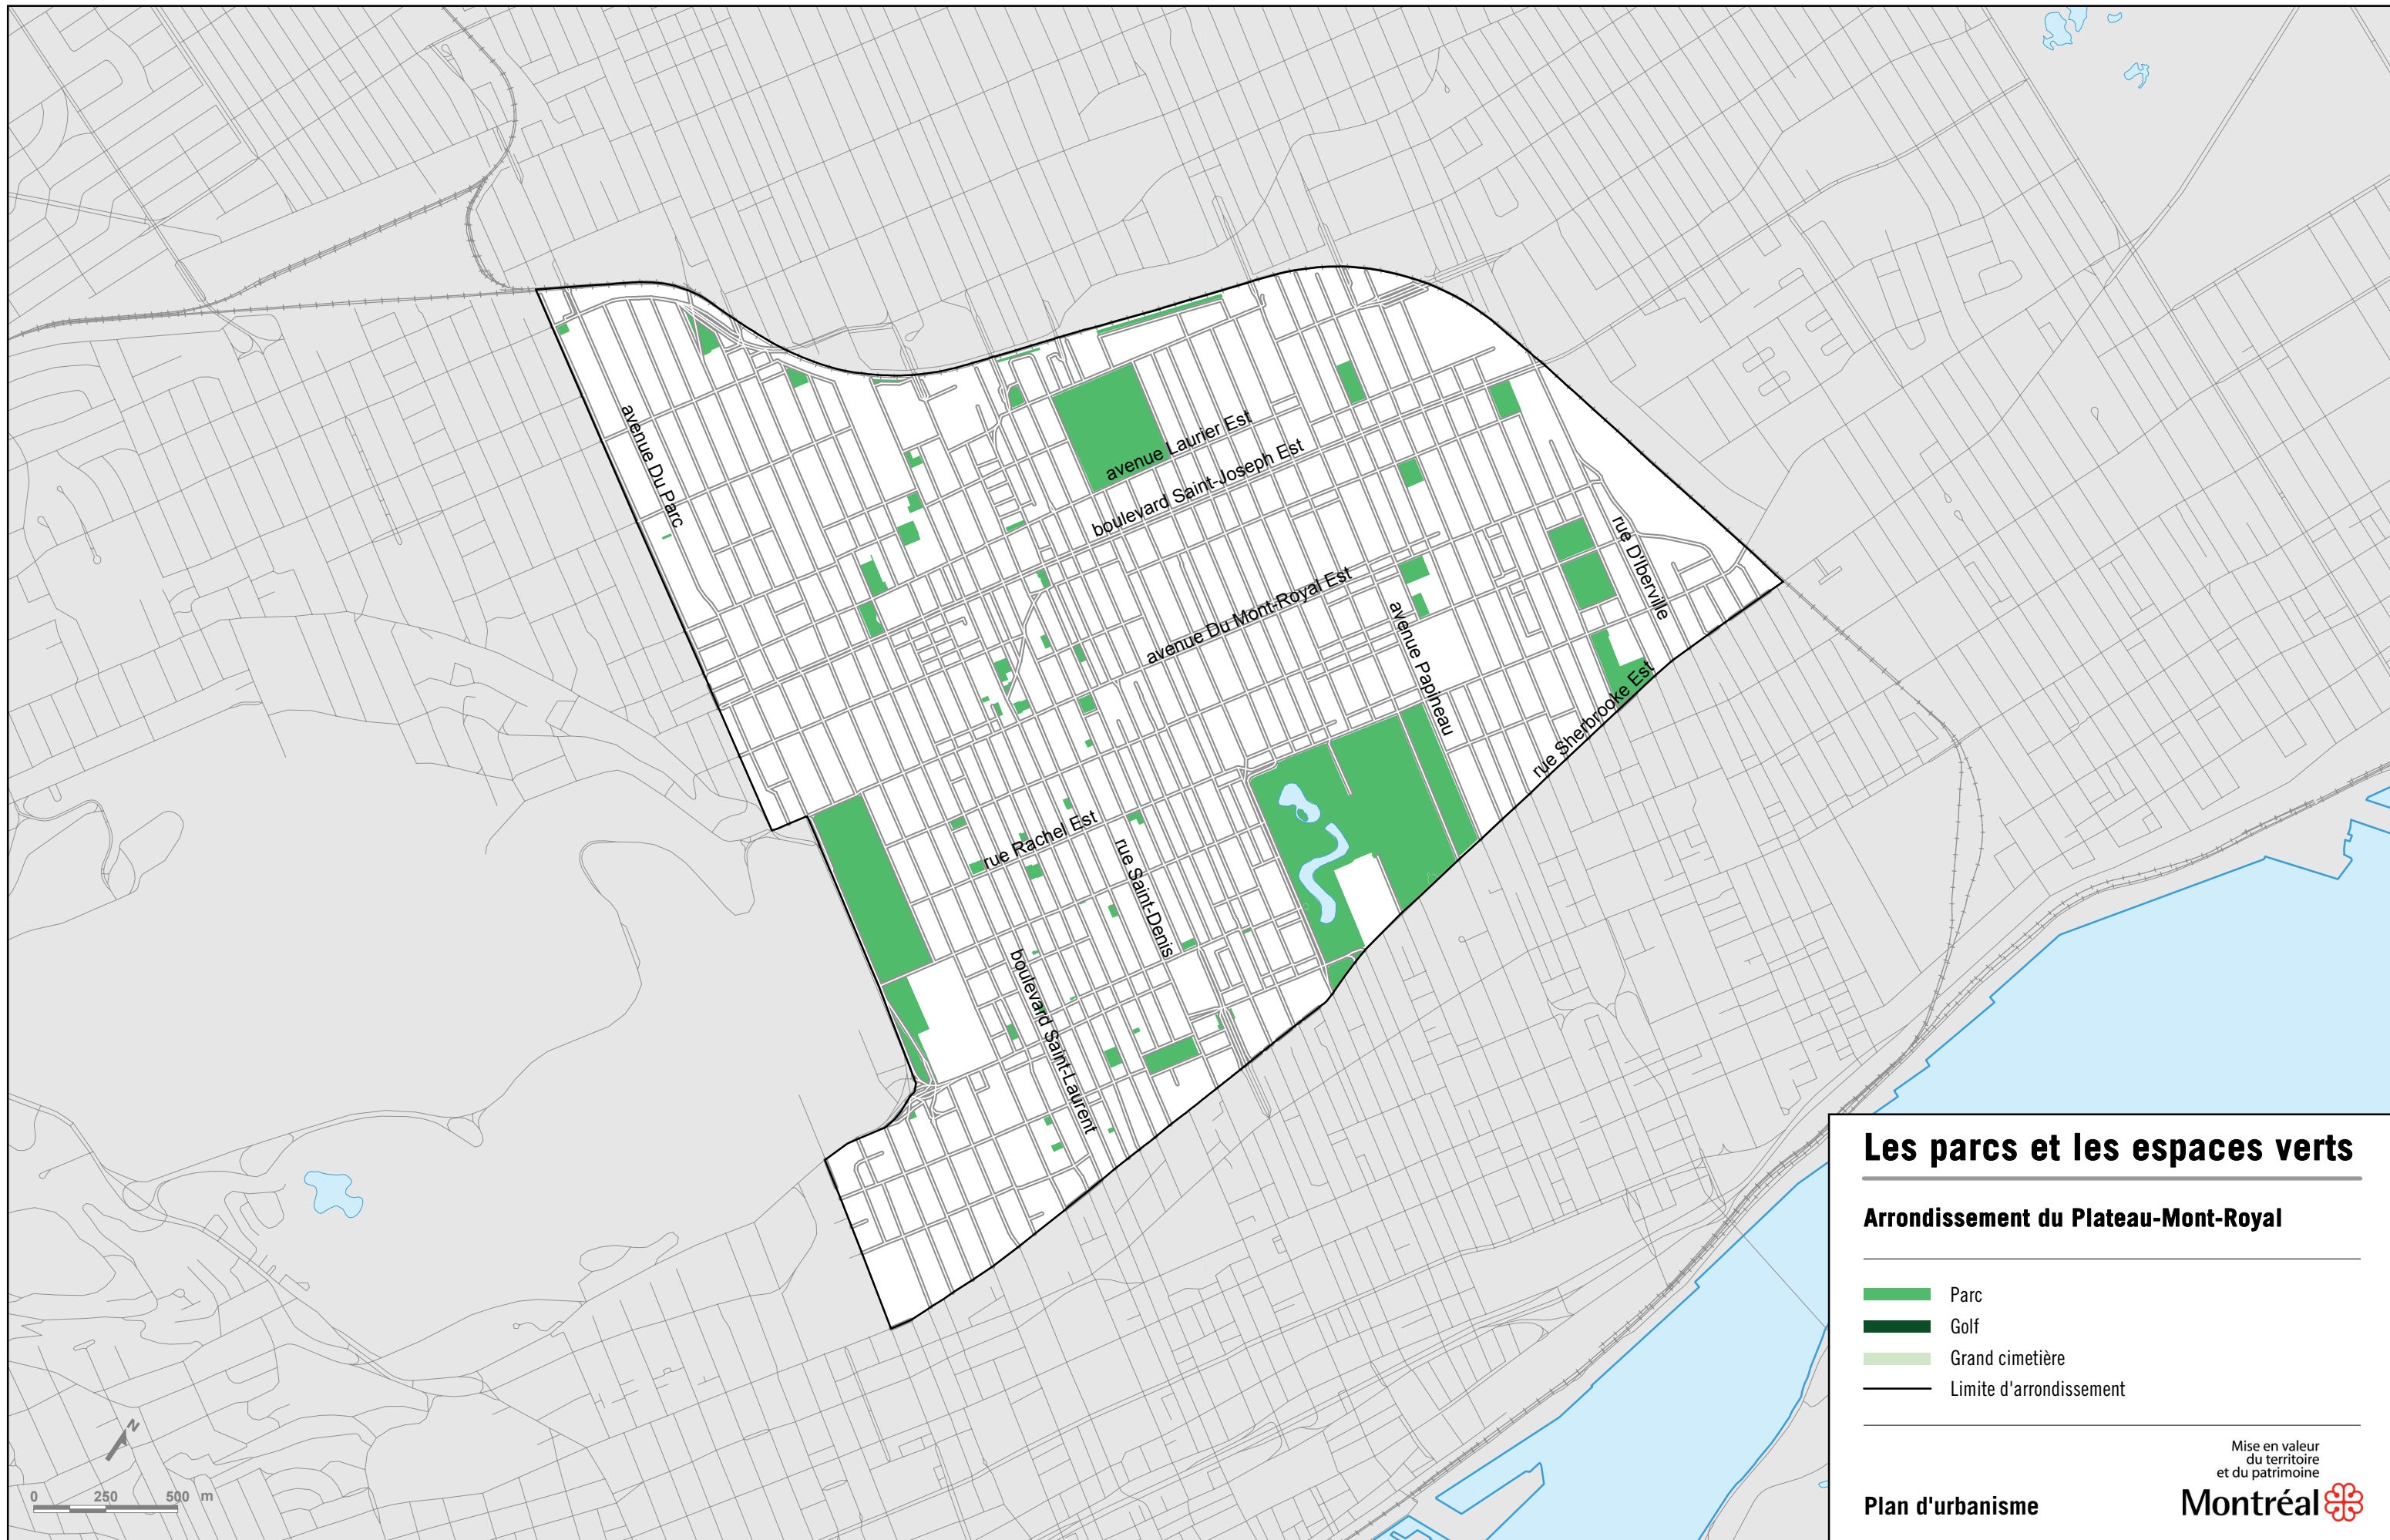 avenue Du Parc
avenue Laurier Est
boulevard Saint-Joseph Est
avenue Du Mont-Royal Est
rue D'Iberville
avenue Papineau
rue Sherbrooke Est
rue Rachel Est
rue Saint-Denis
boulevard Saint-Laurent
N
0 250 500 m
Les parcs et les espaces verts
Arrondissement du Plateau-Mont-Royal
Parc
Golf
Grand cimetière
Limite d'arrondissement
Mise en valeur
du territoire
et du patrimoine
Plan d'urbanisme
Montréal